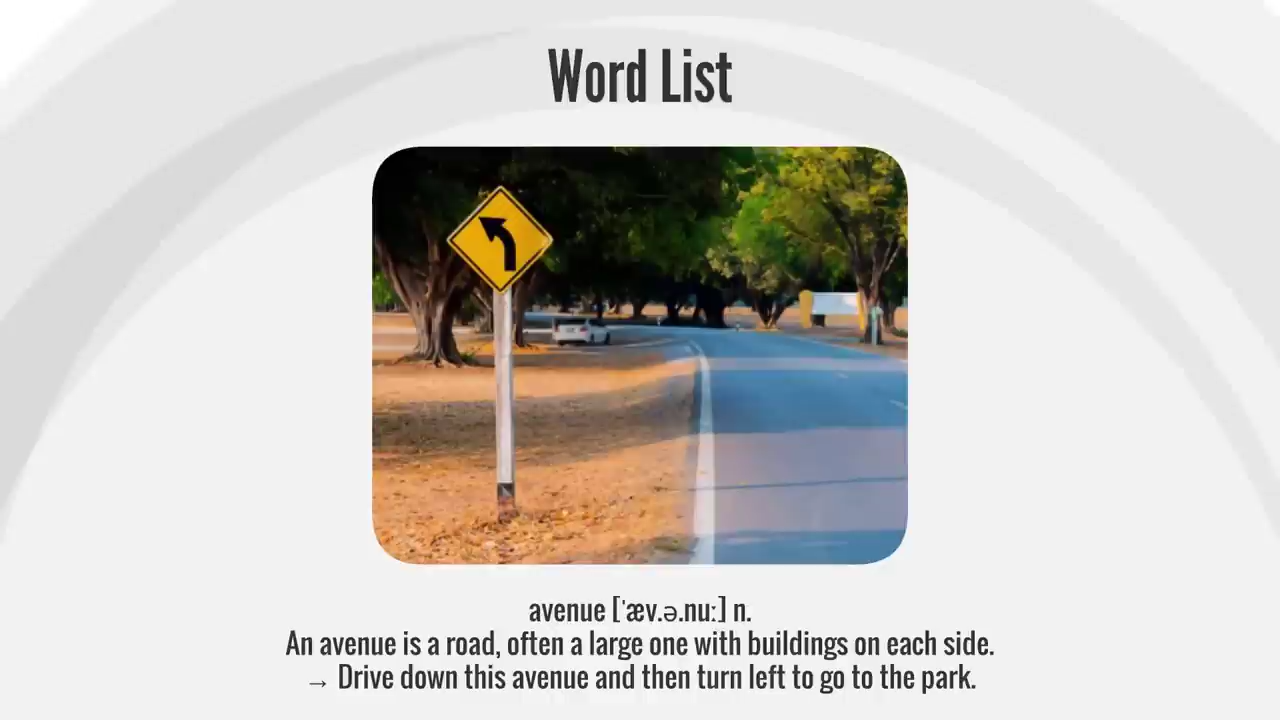 Word List
avenue [ˈæv.ə.nuː] n.
An avenue is a road, often a large one with buildings on each side.
→ Drive down this avenue and then turn left to go to the park.